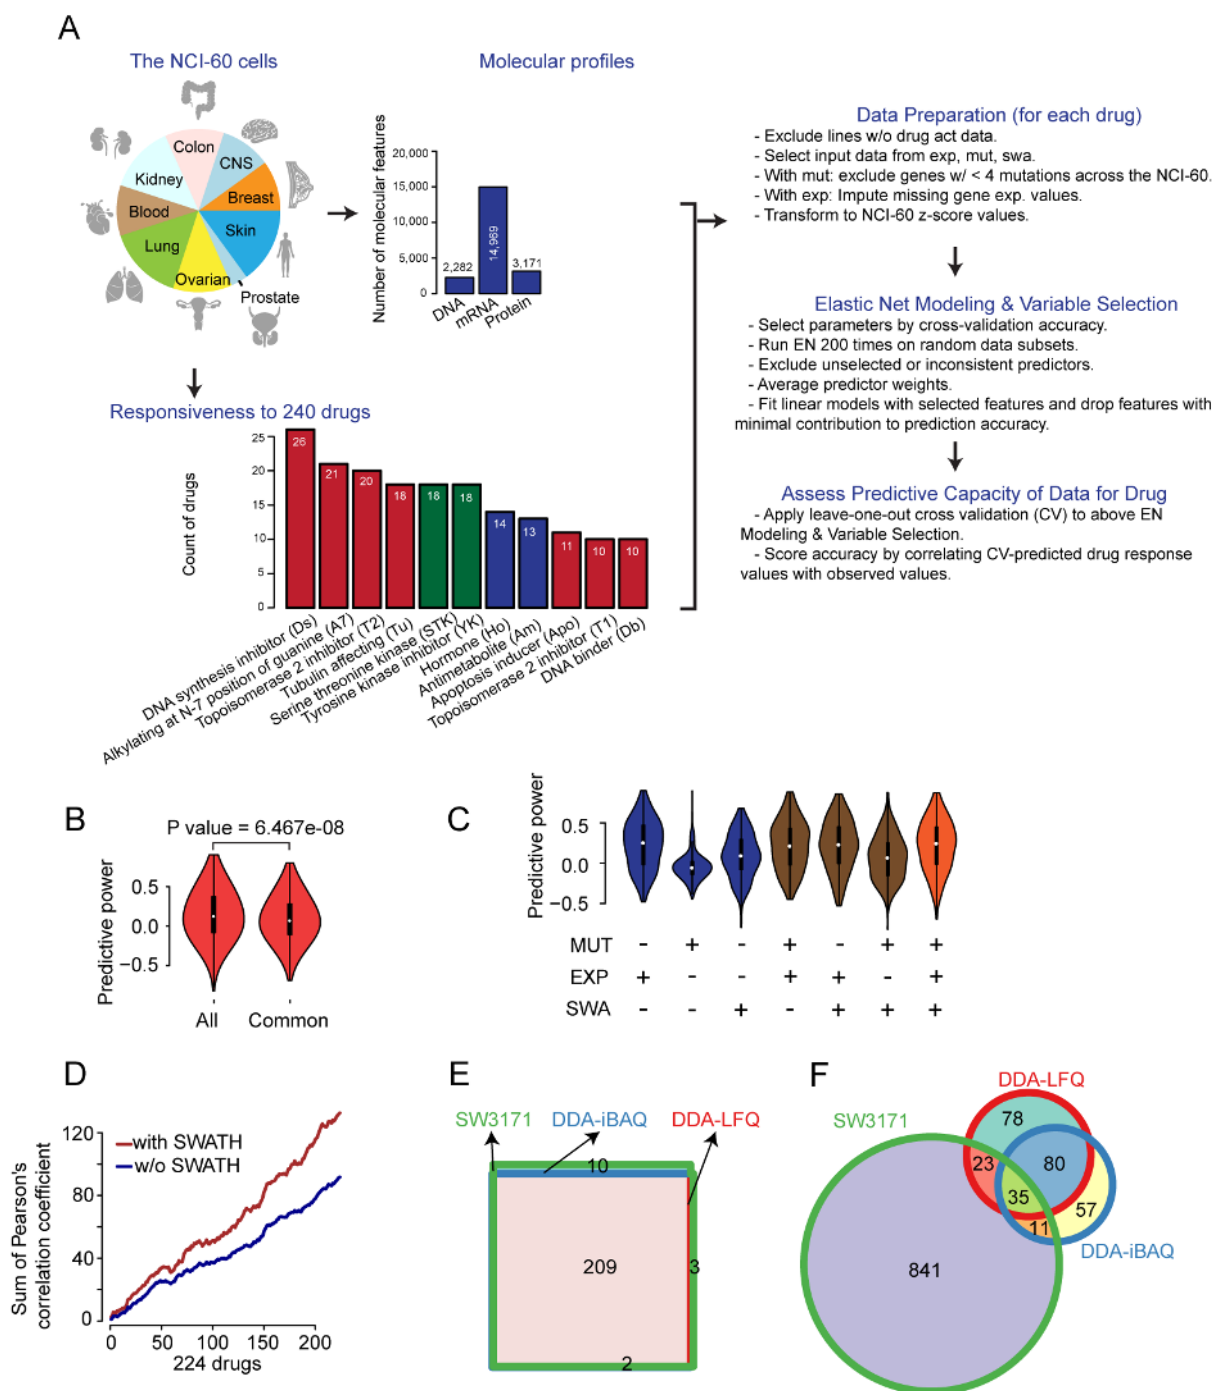 A
The NCI-60 cells
Colon
CNS
Kidney
Breast
Blood
Skin
Lung
Ovarian
Prostate
Molecular profiles
Number of molecular features
20,000
15,000
10,000
5,000
0
2,282
14,969
3,171
DNA
mRNA
Protein
Responsiveness to 240 drugs
Count of drugs
25
20
15
10
5
0
26
21
20
18
18
18
14
13
11
10
10
DNA synthesis inhibitor (Ds)
Alkylating at N-7 position of guanine (A7)
Topoisomerase 2 inhibitor (T2)
Tubulin affecting (Tu)
Serine threonine kinase (STK)
Tyrosine kinase inhibitor (YK)
Hormone (Ho)
Antimetabolite (Am)
Apoptosis inducer (Apo)
Topoisomerase 2 inhibitor (T1)
DNA binder (Db)
Data Preparation (for each drug)
- Exclude lines w/o drug act data.
- Select input data from exp, mut, swa.
- With mut: exclude genes w/ < 4 mutations across the NCI-60.
- With exp: Impute missing gene exp. values.
- Transform to NCI-60 z-score values.
Elastic Net Modeling & Variable Selection
- Select parameters by cross-validation accuracy.
- Run EN 200 times on random data subsets.
- Exclude unselected or inconsistent predictors.
- Average predictor weights.
- Fit linear models with selected features and drop features with
minimal contribution to prediction accuracy.
Assess Predictive Capacity of Data for Drug
- Apply leave-one-out cross validation (CV) to above EN
Modeling & Variable Selection.
- Score accuracy by correlating CV-predicted drug response
values with observed values.
B
P value = 6.467e-08
Predictive power
0.5
0.0
−0.5
All
Common
C
Predictive power
0.5
0.0
−0.5
MUT - + - + - + +
EXP + - - + + - +
SWA - - + - + + +
D
Sum of Pearson's
correlation coefficient
120
80
40
0
with SWATH
w/o SWATH
0 50 100 150 200
224 drugs
E
SW3171 DDA-iBAQ DDA-LFQ
10
209
3
2
F
DDA-LFQ
SW3171
78
23
80
35
57
11
DDA-iBAQ
841